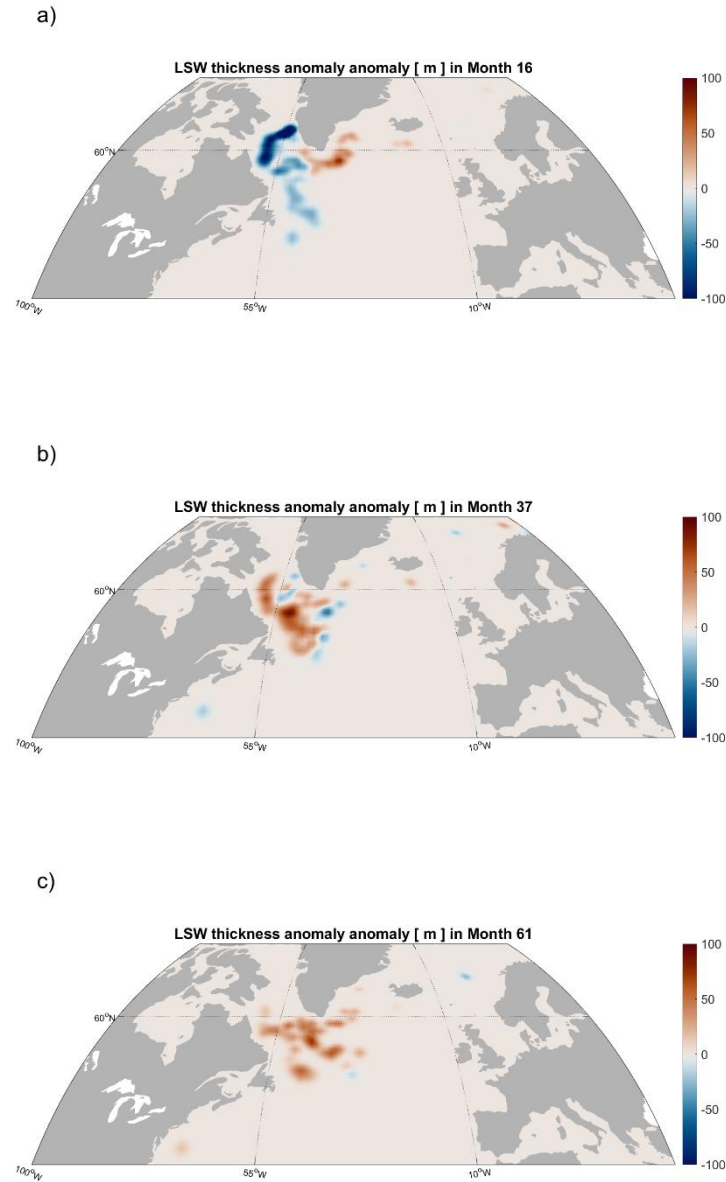 a)
LSW thickness anomaly anomaly [ m ] in Month 16
100
50
0
-50
-100
60°N
100°W
55°W
10°W
b)
LSW thickness anomaly anomaly [ m ] in Month 37
100
50
0
-50
-100
60°N
100°W
55°W
10°W
c)
LSW thickness anomaly anomaly [ m ] in Month 61
100
50
0
-50
-100
60°N
100°W
55°W
10°W